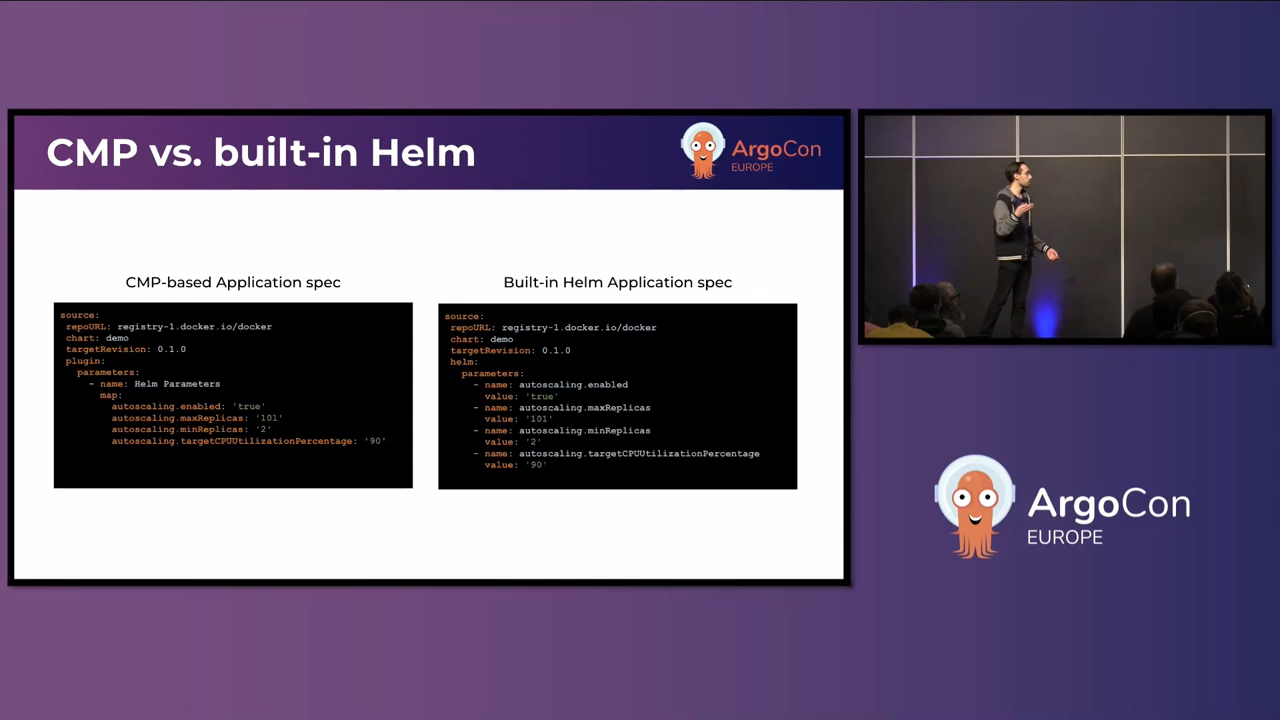 CMP vs. built-in Helm
ArgoCon
EUROPE
CMP-based Application spec
source:
repoURL: registry-1.docker.io/docker
chart: demo
targetRevision: 0.1.0
plugin:
parameters:
- name: Helm Parameters
map:
autoscaling.enabled: 'true'
autoscaling.maxReplicas: '101'
autoscaling.minReplicas: '2'
autoscaling.targetCPUUtilizationPercentage: '90'
Built-in Helm Application spec
source:
repoURL: registry-1.docker.io/docker
chart: demo
targetRevision: 0.1.0
helm:
parameters:
- name: autoscaling.enabled
value: 'true'
- name: autoscaling.maxReplicas
value: '101'
- name: autoscaling.minReplicas
value: '2'
- name: autoscaling.targetCPUUtilizationPercentage
value: '90'
ArgoCon
EUROPE